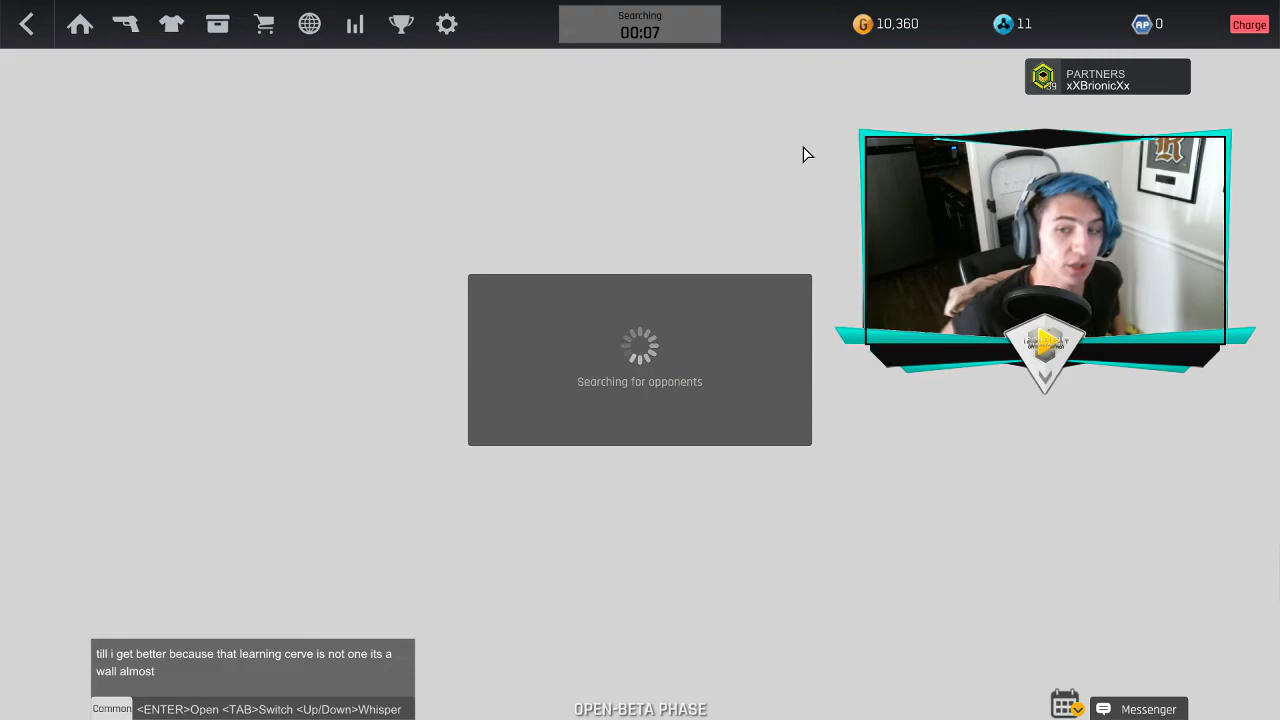 Searching
00:07
10,360
11
AP 0
Charge
39
PARTNERS
xXBrionicXx
R
Searching for opponents
till i get better because that learning cerve is not one its a
wall almost
Common <ENTER>Open <TAB>Switch <Up/Down>Whisper
OPEN-BETA PHASE
Messenger